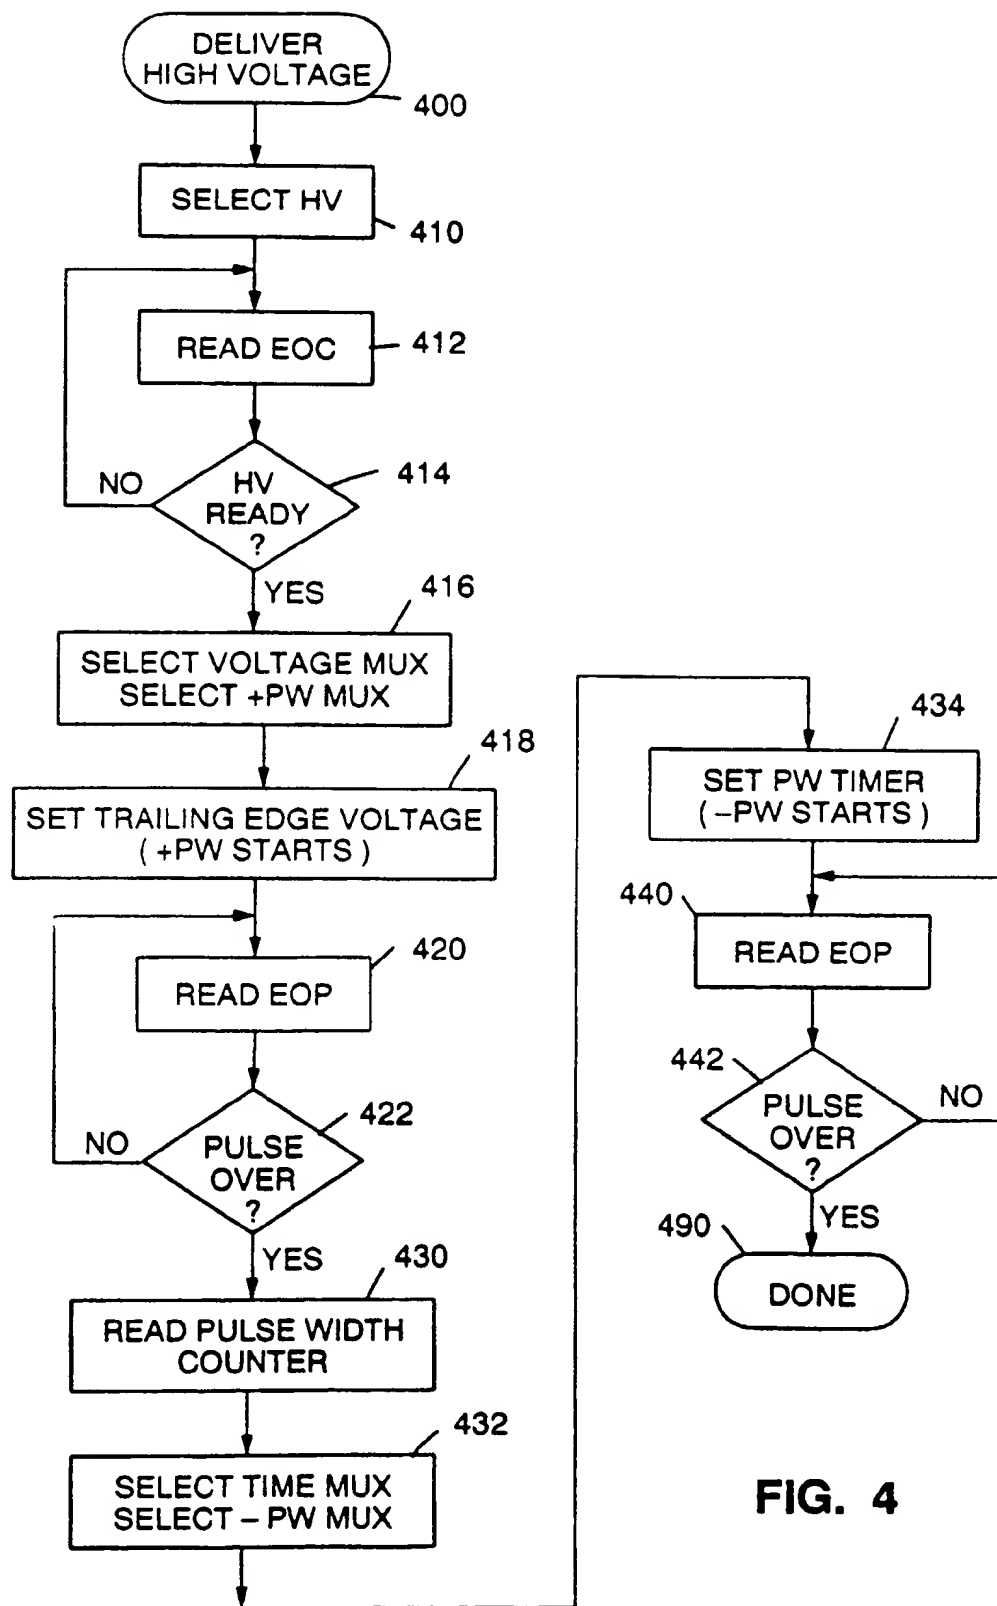 DELIVER
HIGH VOLTAGE
400
SELECT HV
410
READ EOC
412
HV
READY
?
414
NO
YES
416
SELECT VOLTAGE MUX
SELECT +PW MUX
418
SET TRAILING EDGE VOLTAGE
( +PW STARTS )
420
READ EOP
422
PULSE
OVER
?
NO
YES
430
READ PULSE WIDTH
COUNTER
432
SELECT TIME MUX
SELECT – PW MUX
434
SET PW TIMER
( –PW STARTS )
440
READ EOP
442
PULSE
OVER
?
NO
YES
490
DONE
FIG. 4